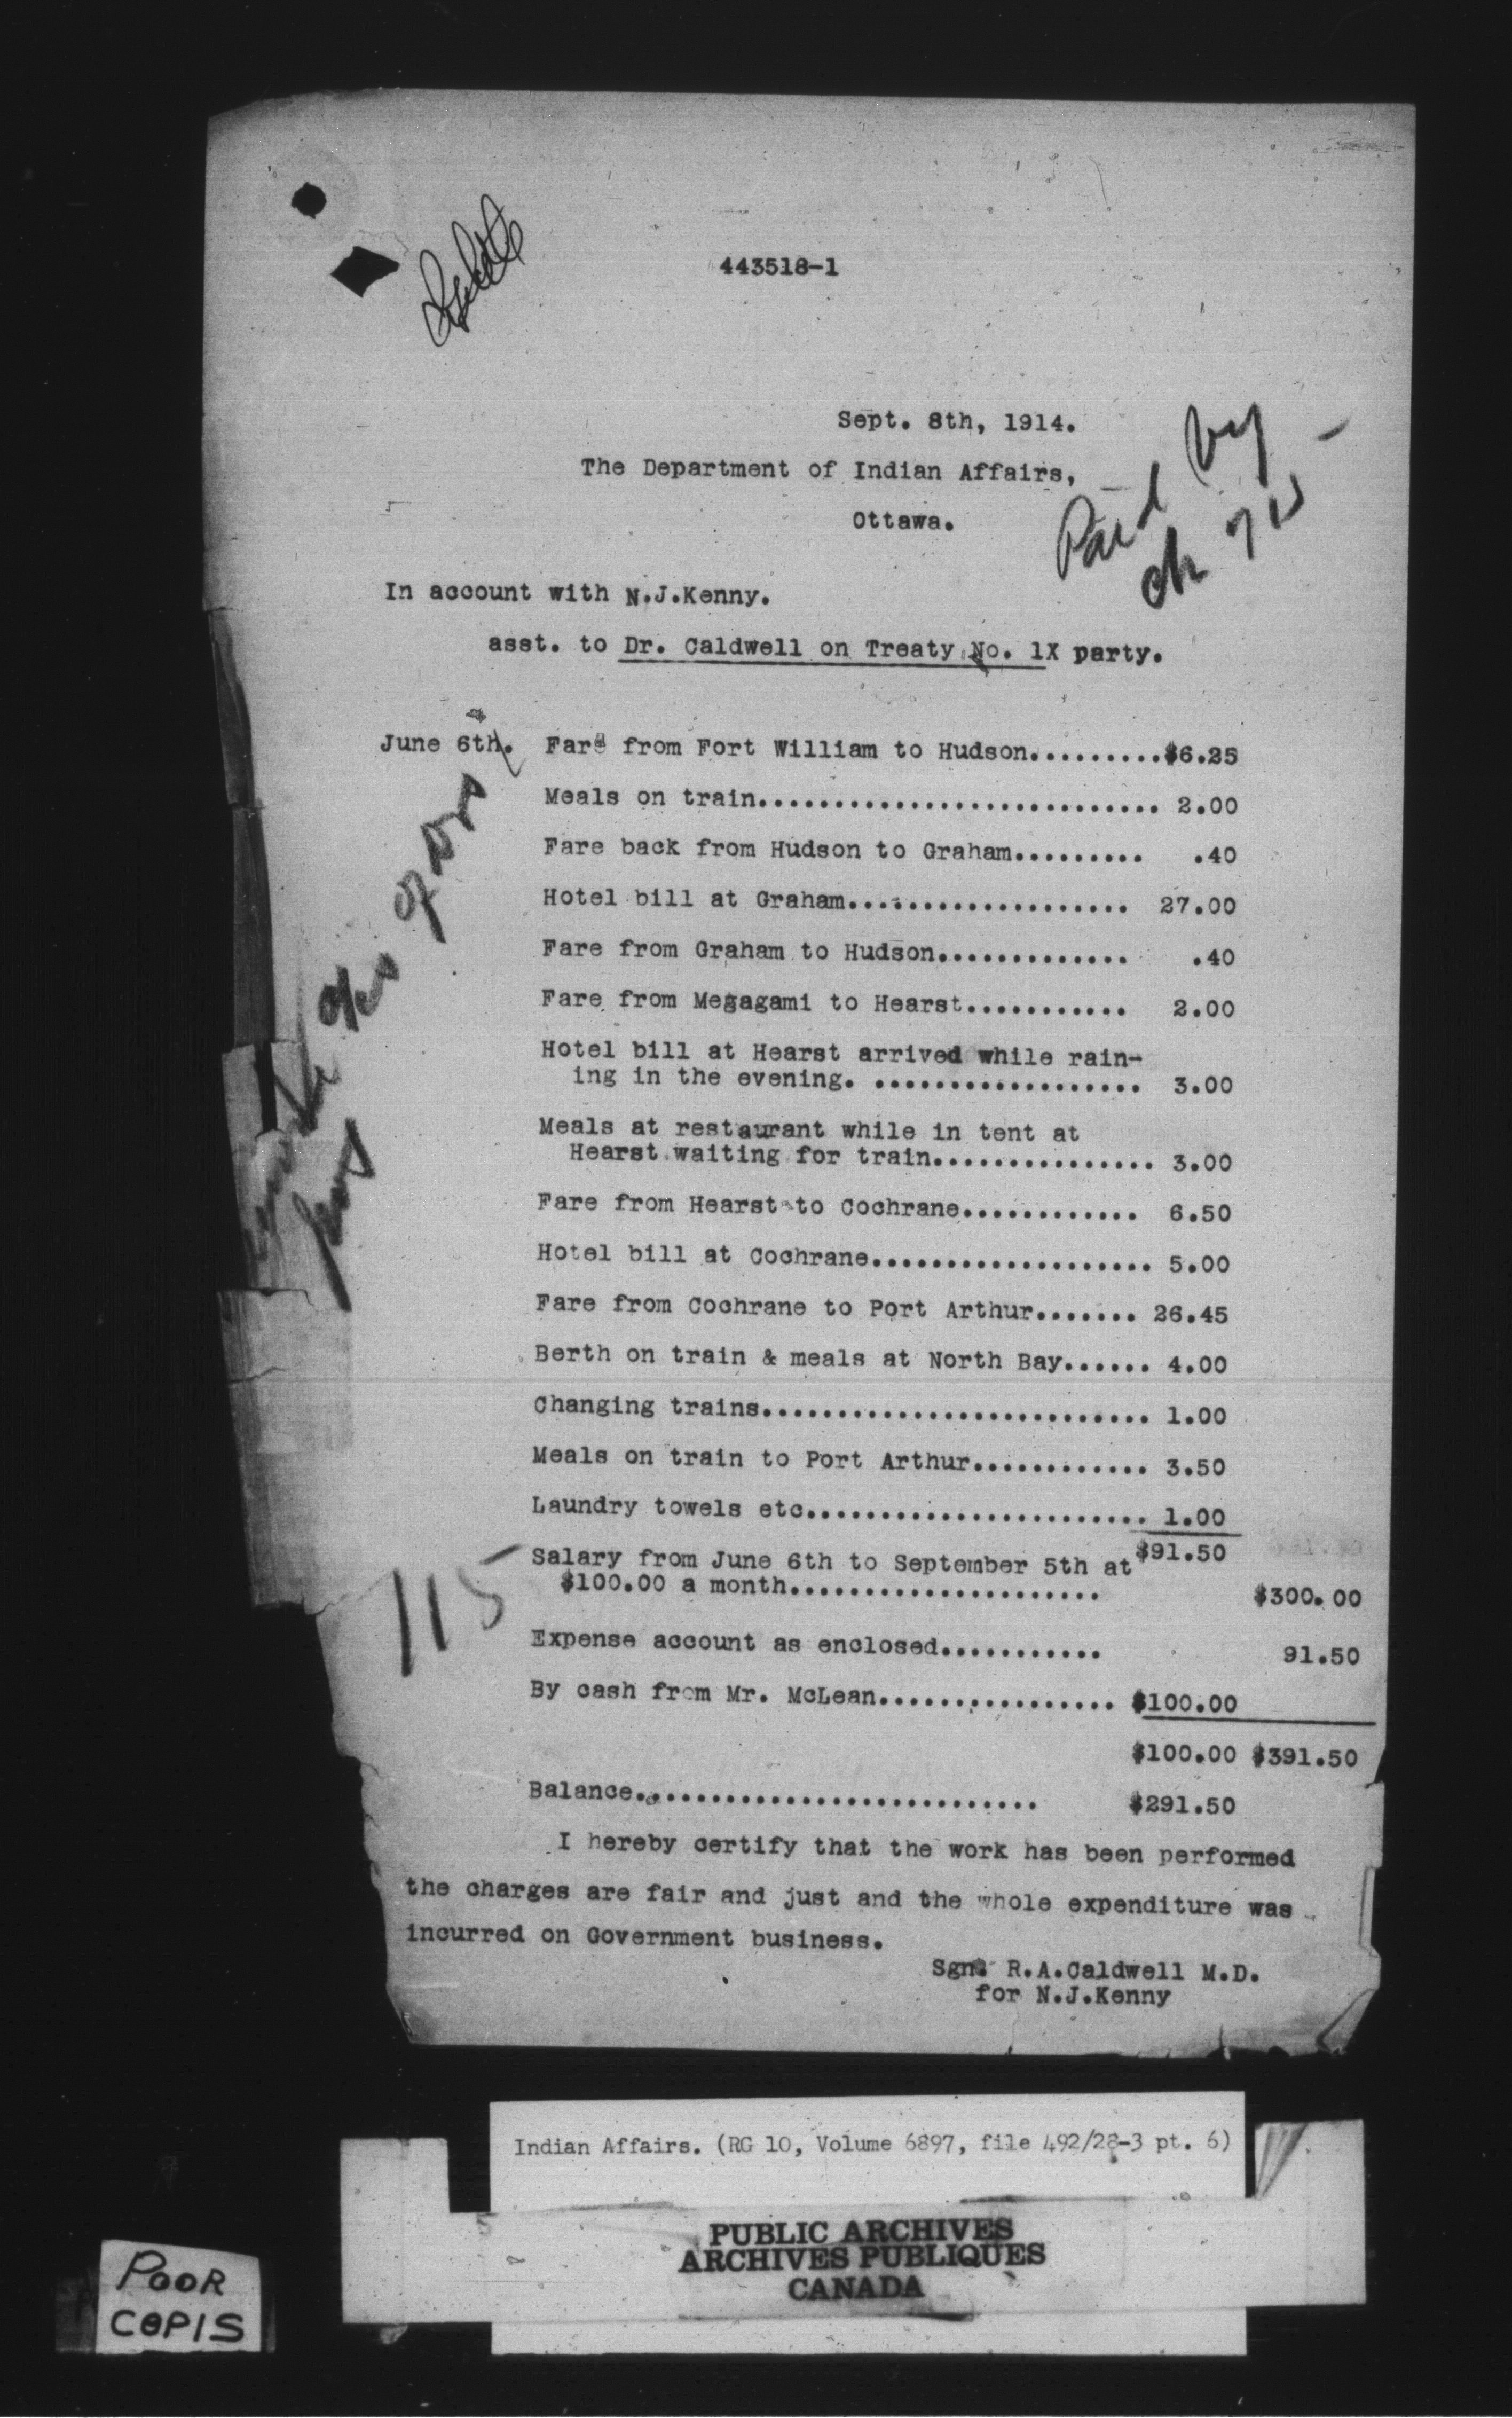 443518-1
Sept. 8th, 1914.
The Department of Indian Affairs,
Ottawa.
Paid by
ch 70
In account with N.J.Kenny.
asst. to Dr. Caldwell on Treaty No. 1X party.
June 6th. Fare from Fort William to Hudson.........$6.25
Meals on train........................... 2.00
Fare back from Hudson to Graham......... .40
Hotel bill at Graham................... 27.00
Fare from Graham to Hudson............. .40
Fare from Megagami to Hearst........... 2.00
Hotel bill at Hearst arrived while rain-
ing in the evening. .................. 3.00
Meals at restaurant while in tent at
Hearst waiting for train............... 3.00
Fare from Hearst to Cochrane............ 6.50
Hotel bill at Cochrane................... 5.00
Fare from Cochrane to Port Arthur....... 26.45
Berth on train & meals at North Bay...... 4.00
Changing trains.......................... 1.00
Meals on train to Port Arthur............ 3.50
Laundry towels etc....................... 1.00
$91.50
Salary from June 6th to September 5th at
$100.00 a month..................... $300.00
115
Expense account as enclosed........... 91.50
By cash from Mr. McLean................ $100.00
$100.00 $391.50
Balance........................... $291.50
I hereby certify that the work has been performed
the charges are fair and just and the whole expenditure was
incurred on Government business.
Sgn. R.A.Caldwell M.D.
for N.J.Kenny
Indian Affairs. (RG 10, Volume 6897, file 492/28-3 pt. 6)
PUBLIC ARCHIVES
ARCHIVES PUBLIQUES
CANADA
POOR
COPIS